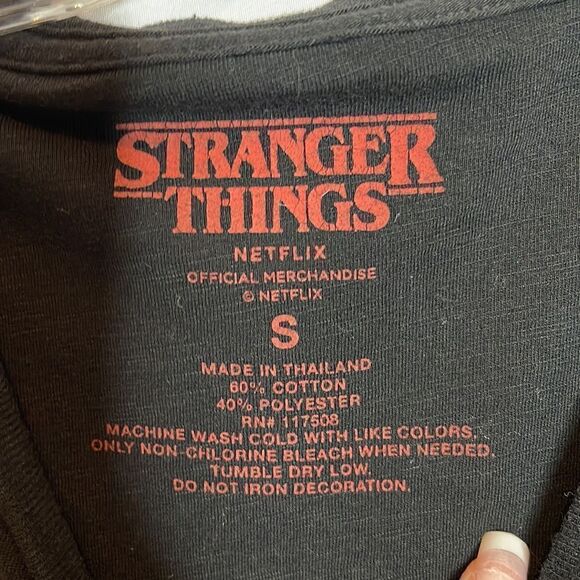 STRANGER
THINGS
NETFLIX
OFFICIAL MERCHANDISE
© NETFLIX
S
MADE IN THAILAND
60% COTTON
40% POLYESTER
RN# 117508
MACHINE WASH COLD WITH LIKE COLORS.
ONLY NON-CHLORINE BLEACH WHEN NEEDED.
TUMBLE DRY LOW.
DO NOT IRON DECORATION.